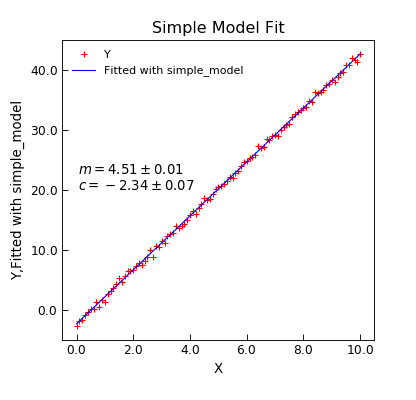 Simple Model Fit
Y
Fitted with simple_model
m = 4.51 ± 0.01
c = −2.34 ± 0.07
Y,Fitted with simple_model
40.0
30.0
20.0
10.0
0.0
0.0 2.0 4.0 6.0 8.0 10.0
X